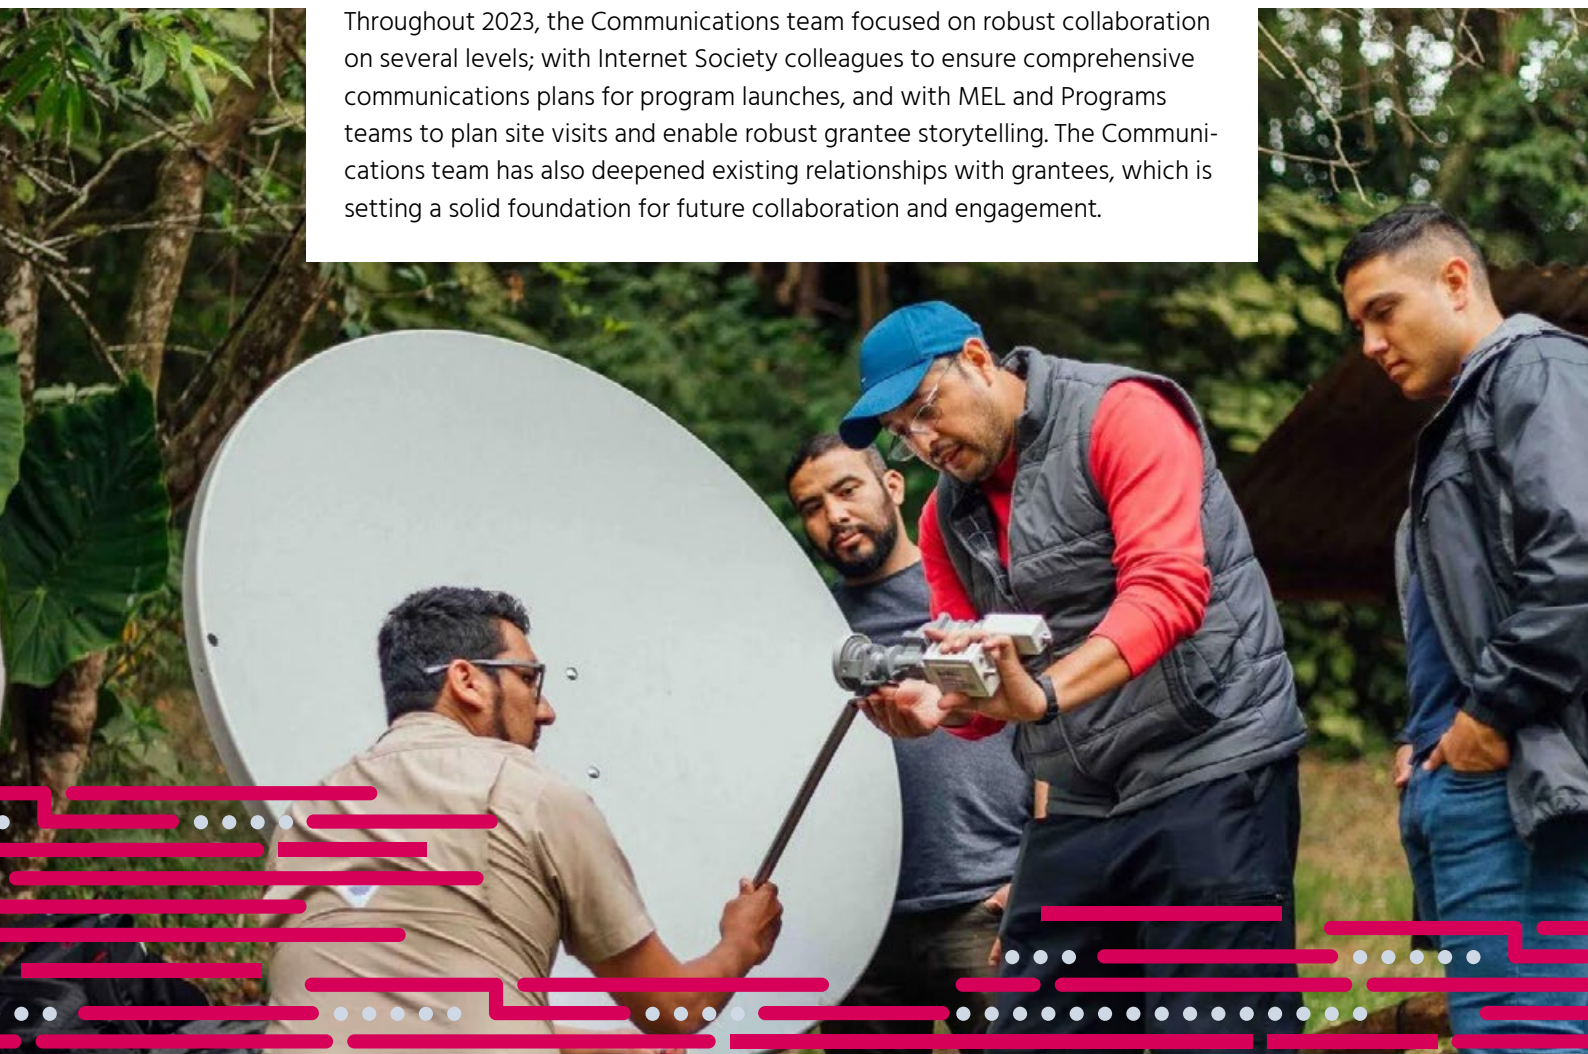 Throughout 2023, the Communications team focused on robust collaboration
on several levels; with Internet Society colleagues to ensure comprehensive
communications plans for program launches, and with MEL and Programs
teams to plan site visits and enable robust grantee storytelling. The Communi-
cations team has also deepened existing relationships with grantees, which is
setting a solid foundation for future collaboration and engagement.